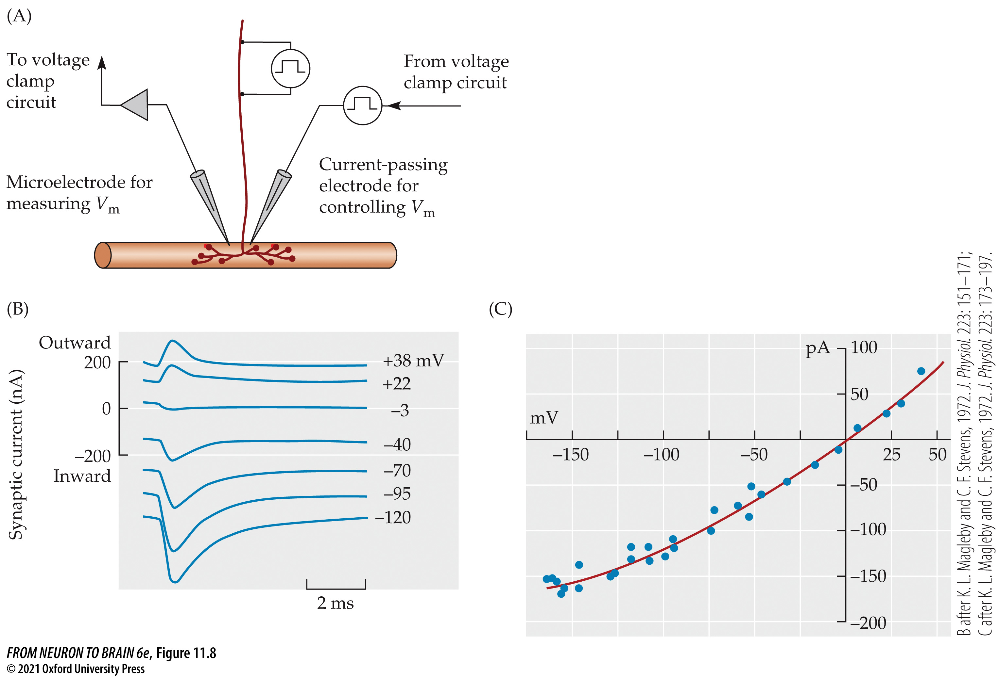 (A)
To voltage
clamp
circuit
From voltage
clamp circuit
Microelectrode for
measuring Vm
Current-passing
electrode for
controlling Vm
(B)
Outward
200
0
–200
Inward
Synaptic current (nA)
+38 mV
+22
–3
–40
–70
–95
–120
2 ms
(C)
pA
100
50
mV
–150
–100
–50
25
50
–50
–100
–150
–200
B after K. L. Magleby and C. F. Stevens, 1972. J. Physiol. 223: 151–171;
C after K. L. Magleby and C. F. Stevens, 1972. J. Physiol. 223: 173–197.
FROM NEURON TO BRAIN 6e, Figure 11.8
© 2021 Oxford University Press